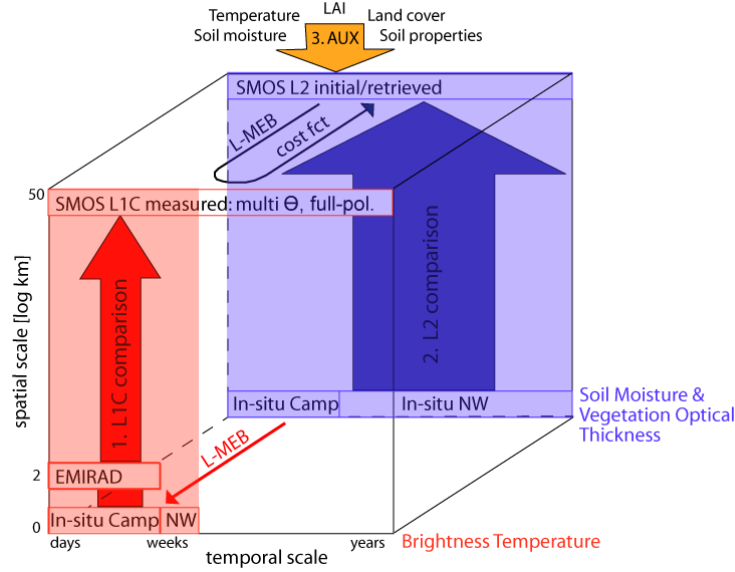 LAI
Temperature
Land cover
Soil moisture
3. AUX
Soil properties
SMOS L2 initial/retrieved
L-MEB
cost fct
50
SMOS L1C measured: multi Θ, full-pol.
spatial scale [log km]
1. L1C comparison
2. L2 comparison
In-situ Camp
In-situ NW
Soil Moisture &
Vegetation Optical
Thickness
L-MEB
2
EMIRAD
0
In-situ Camp
NW
days
weeks
years
temporal scale
Brightness Temperature